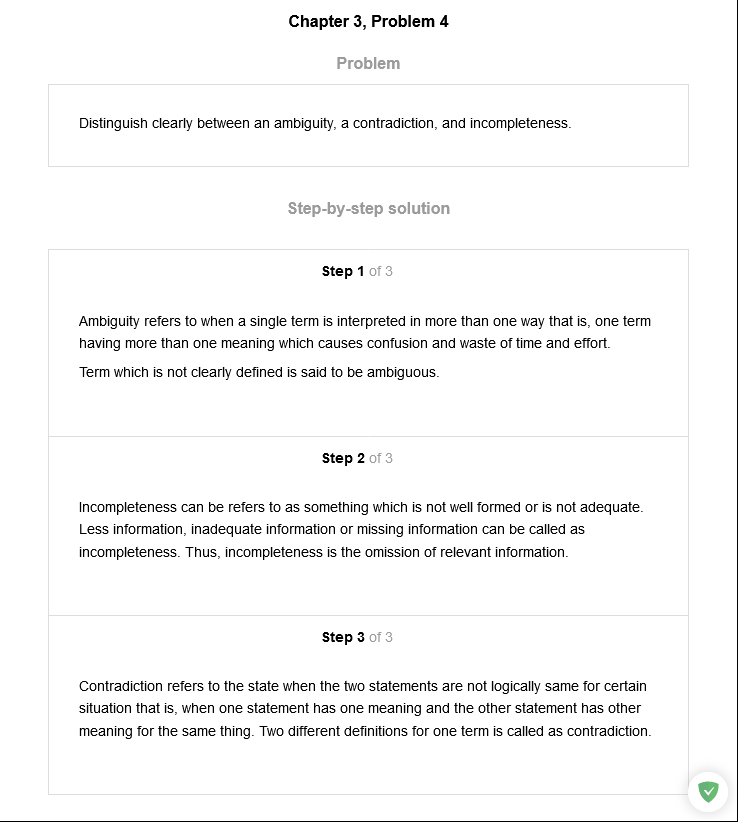 Chapter 3, Problem 4
Problem
Distinguish clearly between an ambiguity, a contradiction, and incompleteness.
Step-by-step solution
Step 1 of 3
Ambiguity refers to when a single term is interpreted in more than one way that is, one term
having more than one meaning which causes confusion and waste of time and effort.
Term which is not clearly defined is said to be ambiguous.
Step 2 of 3
Incompleteness can be refers to as something which is not well formed or is not adequate.
Less information, inadequate information or missing information can be called as
incompleteness. Thus, incompleteness is the omission of relevant information.
Step 3 of 3
Contradiction refers to the state when the two statements are not logically same for certain
situation that is, when one statement has one meaning and the other statement has other
meaning for the same thing. Two different definitions for one term is called as contradiction.